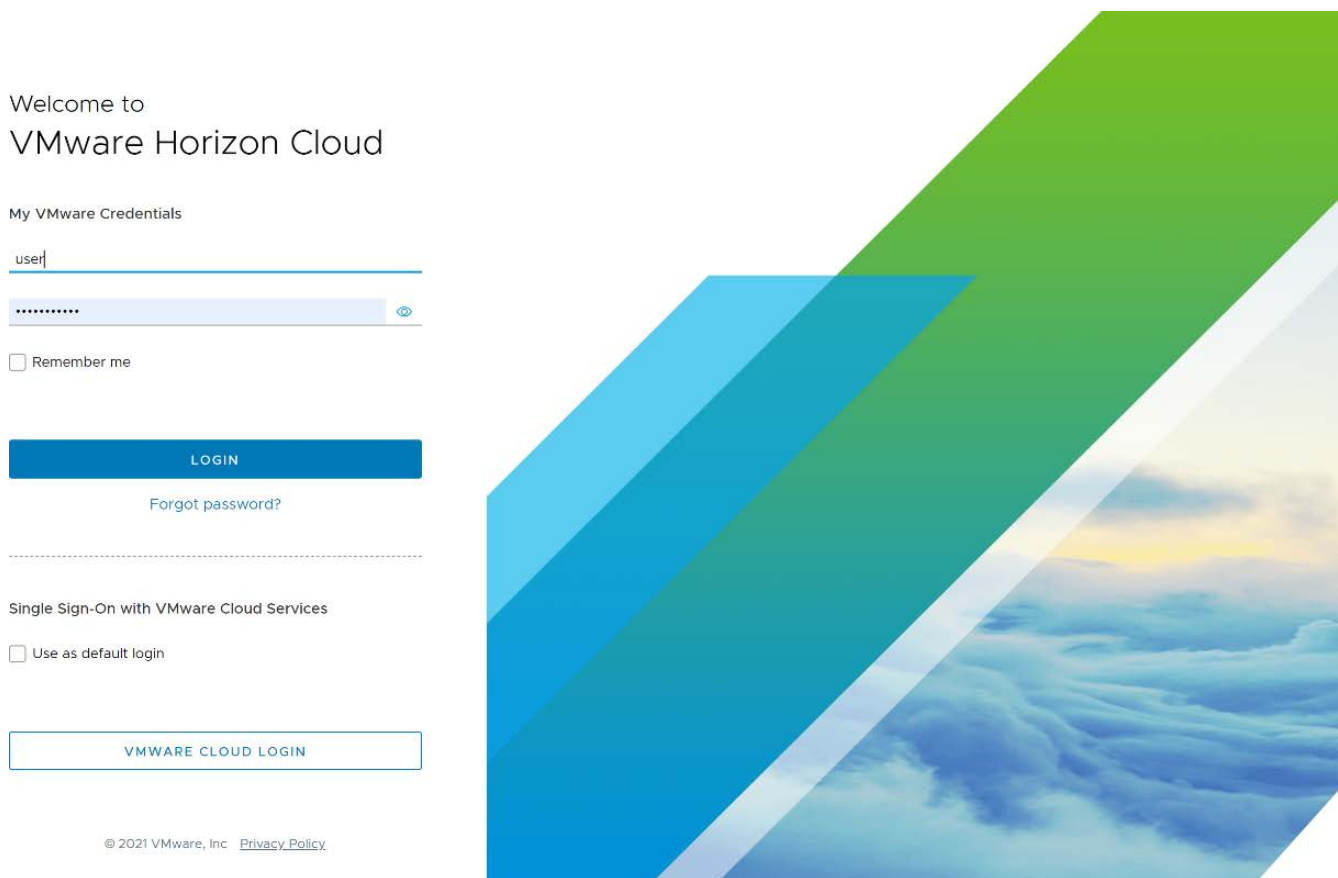 Welcome to
VMware Horizon Cloud
My VMware Credentials
user
•••••••••••
Remember me
LOGIN
Forgot password?
Single Sign-On with VMware Cloud Services
Use as default login
VMWARE CLOUD LOGIN
© 2021 VMware, Inc Privacy Policy